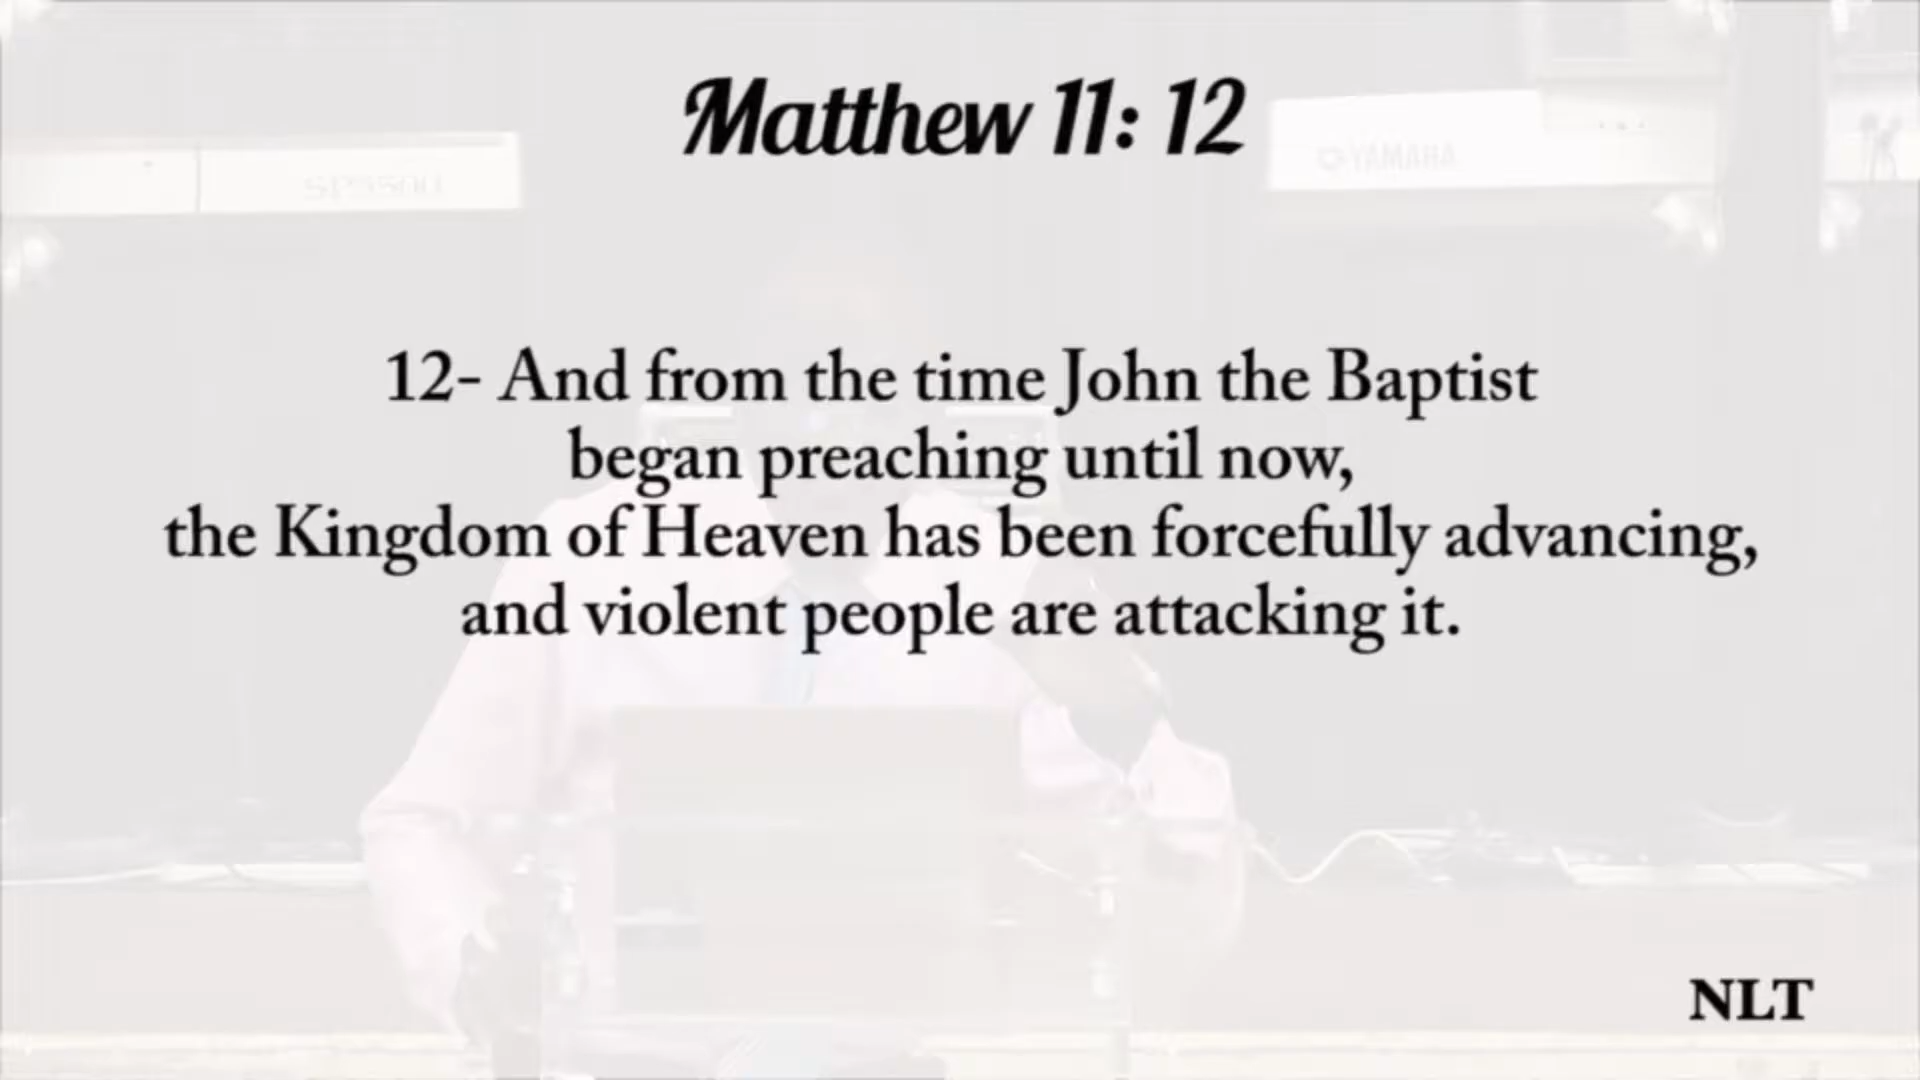 Matthew 11: 12
YAMAHA
12- And from the time John the Baptist
began preaching until now,
the Kingdom of Heaven has been forcefully advancing,
and violent people are attacking it.
NLT